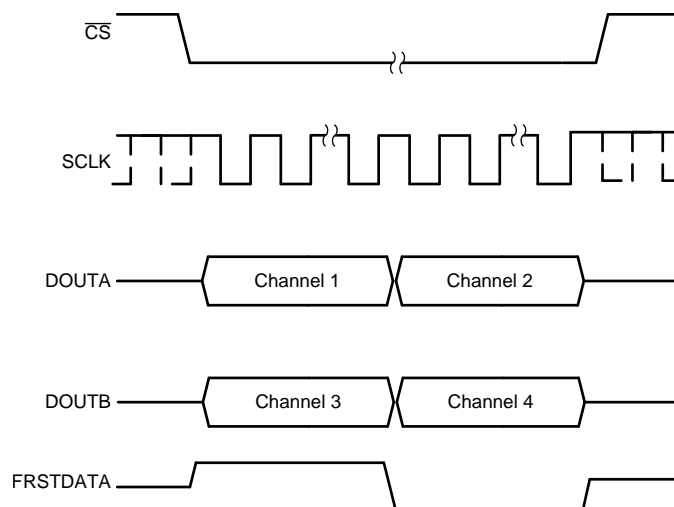 CS
SCLK
DOUTA
Channel 1
Channel 2
DOUTB
Channel 3
Channel 4
FRSTDATA